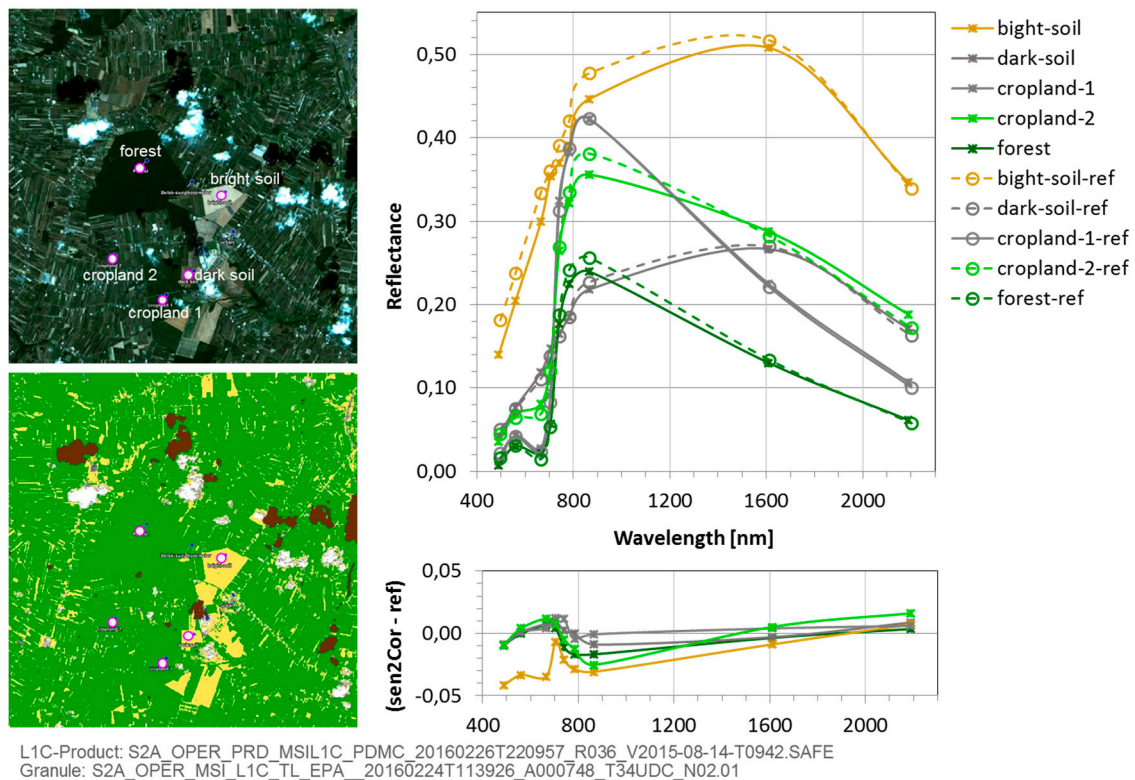 forest
bright soil
cropland 2
dark soil
cropland 1
0,50
0,40
0,30
0,20
0,10
0,00
Reflectance
400
800
1200
1600
2000
Wavelength [nm]
bight-soil
dark-soil
cropland-1
cropland-2
forest
bight-soil-ref
dark-soil-ref
cropland-1-ref
cropland-2-ref
forest-ref
0,05
0,00
-0,05
(sen2Cor - ref)
400
800
1200
1600
2000
L1C-Product: S2A_OPER_PRD_MSIL1C_PDMC_20160226T220957_R036_V2015-08-14-T0942.SAFE
Granule: S2A_OPER_MSI_L1C_TL_EPA__20160224T113926_A000748_T34UDC_N02.01